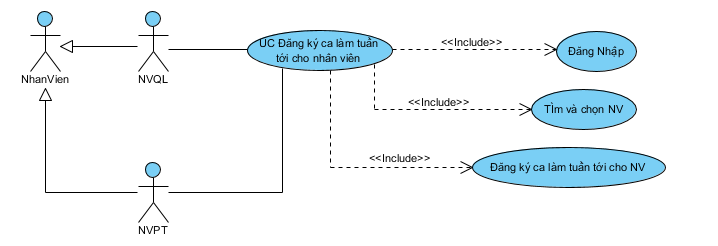 UC Đăng ký ca làm tuần
tới cho nhân viên
<<Include>>
Đăng Nhập
NhanVien
NVQL
<<Include>>
TÌm và chọn NV
<<Include>>
Đăng ký ca làm tuần tới cho NV
NVPT